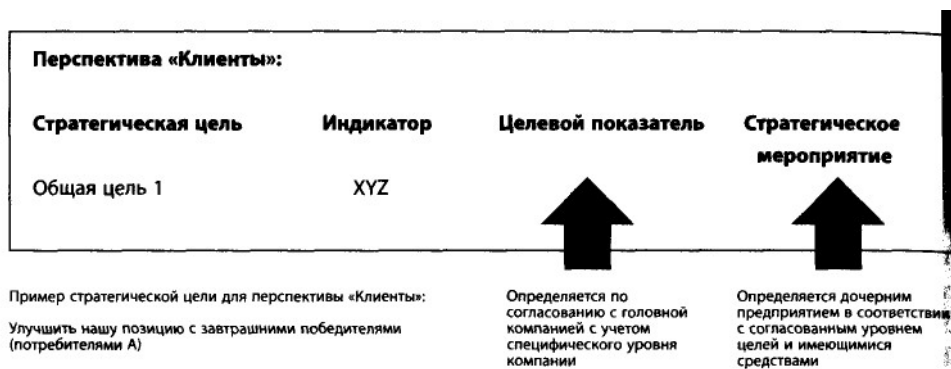 Перспектива «Клиенты»:
Стратегическая цель Индикатор Целевой показатель Стратегическое
мероприятие
Общая цель 1 XYZ
Пример стратегической цели для перспективы «Клиенты»:
Улучшить нашу позицию с завтрашними победителями
(потребителями А)
Определяется по
согласованию с головной
компанией с учетом
специфического уровня
компании
Определяется дочерним
предприятием в соответствии
с согласованным уровнем
целей и имеющимися
средствами